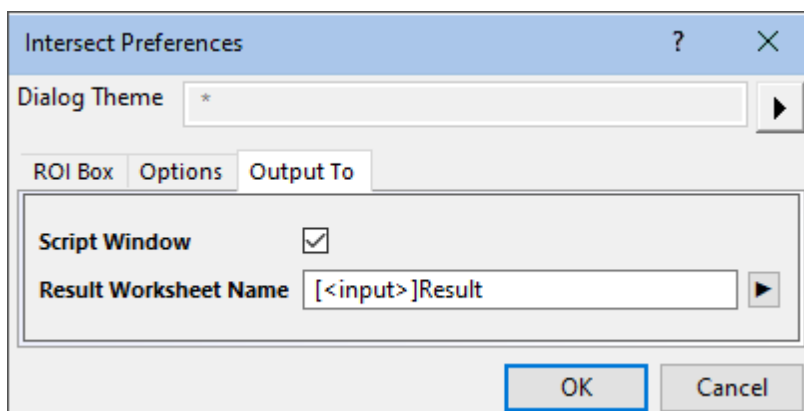 Intersect Preferences ?
Dialog Theme *
ROI Box Options Output To
Script Window
Result Worksheet Name [<input>]Result
OK Cancel